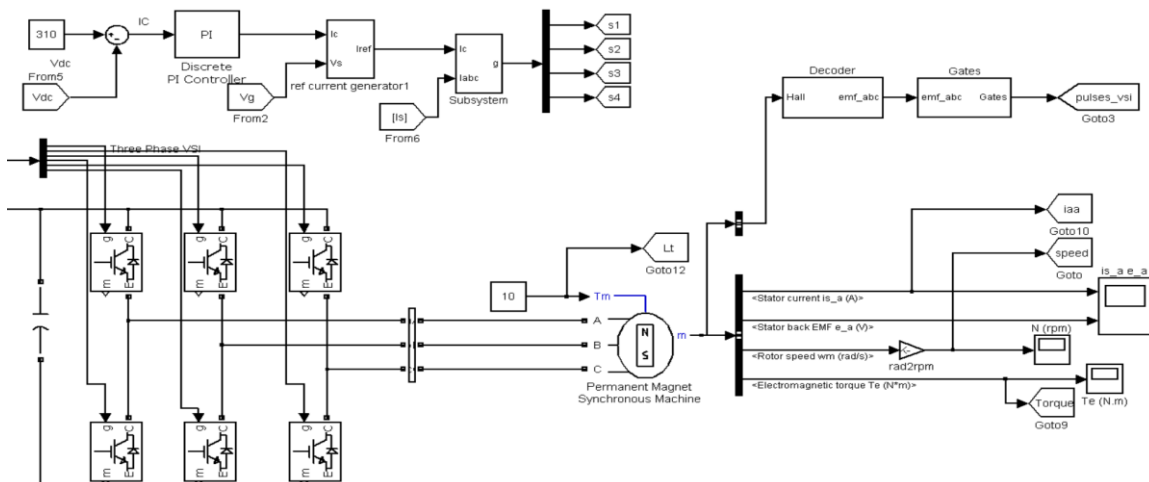 310
Vdc
From5
Vdc
IC
PI
Discrete
PI Controller
Vg
From2
Ic
Vs
Iref
ref current generator1
[Is]
From6
Ic
Iabc
g
Subsystem
s1
s2
s3
s4
Decoder
Hall
emf_abc
Gates
emf_abc
Gates
pulses_vsi
Goto3
Three Phase VSI
g
C
m
E
g
C
m
E
g
C
m
E
g
C
m
E
g
C
m
E
g
C
m
E
10
Lt
Goto12
Tm
A
B
C
N
S
m
Permanent Magnet
Synchronous Machine
iaa
Goto10
speed
Goto
is_a e_a
<Stator current is_a (A)>
<Stator back EMF e_a (V)>
<Rotor speed wm (rad/s)>
rad2rpm
N (rpm)
<Electromagnetic torque Te (N*m)>
Te (N.m)
Torque
Goto9